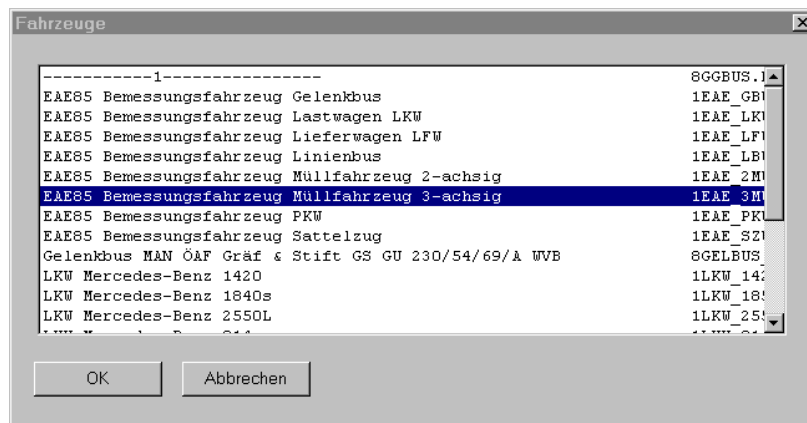 Fahrzeuge
-----------1---------------- 8GGBUS.
EAE85 Bemessungsfahrzeug Gelenkbus 1EAE_GB
EAE85 Bemessungsfahrzeug Lastwagen LKW 1EAE_LK
EAE85 Bemessungsfahrzeug Lieferwagen LFW 1EAE_LF
EAE85 Bemessungsfahrzeug Linienbus 1EAE_LB
EAE85 Bemessungsfahrzeug Müllfahrzeug 2-achsig 1EAE_2M
EAE85 Bemessungsfahrzeug Müllfahrzeug 3-achsig 1EAE_3M
EAE85 Bemessungsfahrzeug PKW 1EAE_PK
EAE85 Bemessungsfahrzeug Sattelzug 1EAE_SZ
Gelenkbus MAN ÖAF Gräf & Stift GS GU 230/54/69/A WVB 8GELBUS_
LKW Mercedes-Benz 1420 1LKW_142
LKW Mercedes-Benz 1840s 1LKW_18
LKW Mercedes-Benz 2550L 1LKW_255
OK Abbrechen